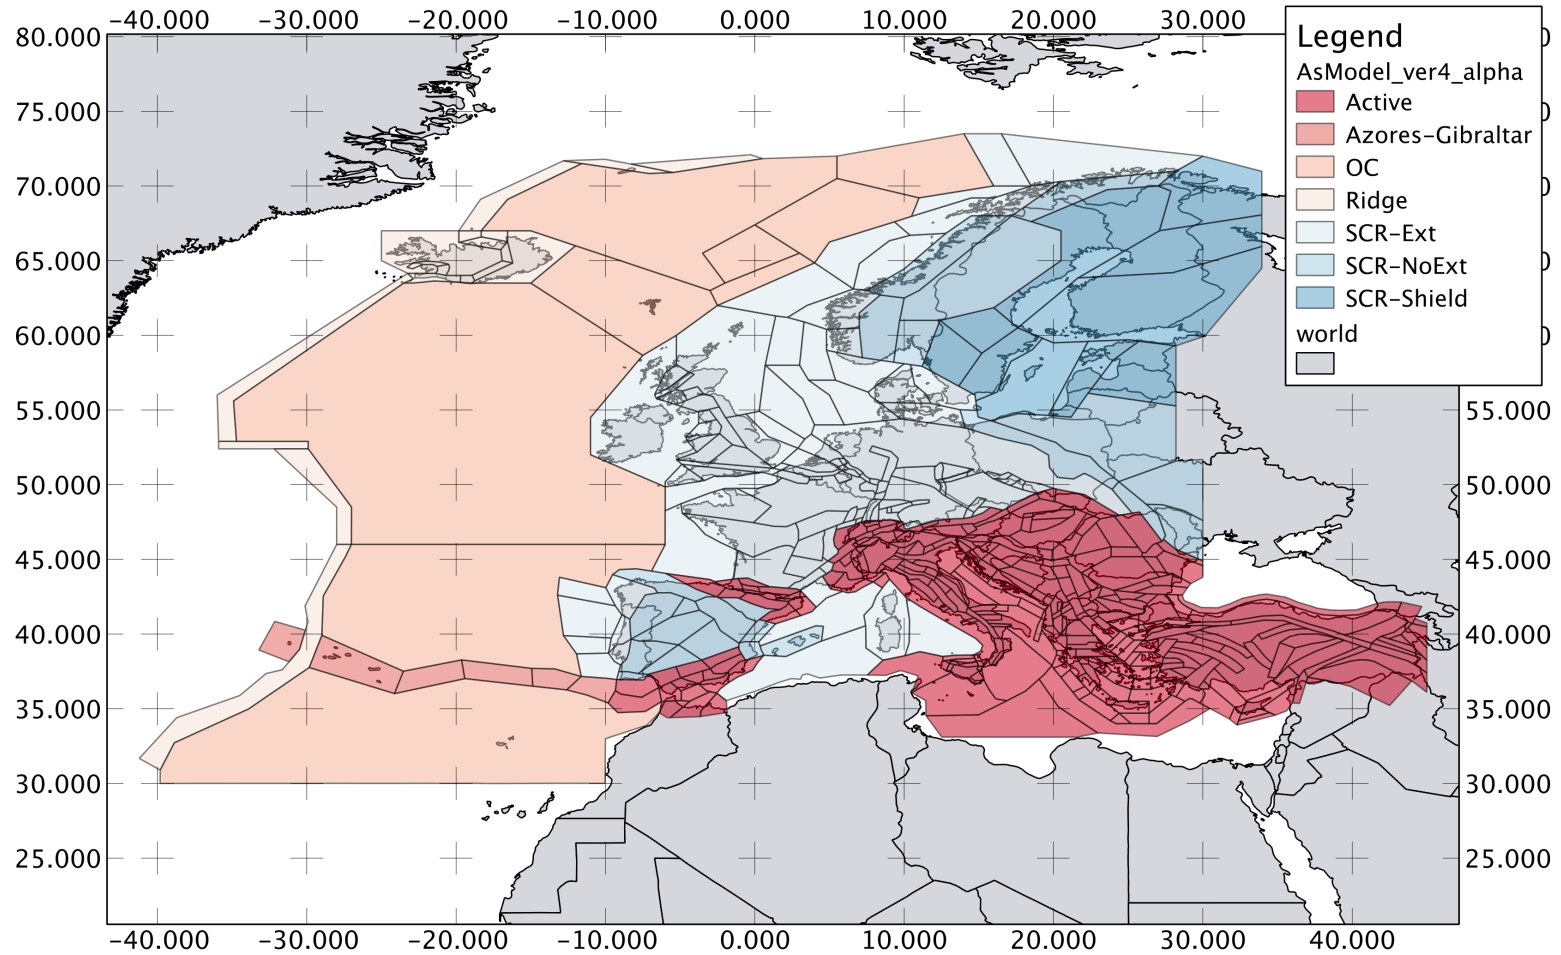 −40.000 −30.000 −20.000 −10.000 0.000 10.000 20.000 30.000
Legend
AsModel_ver4_alpha
Active
Azores−Gibraltar
OC
Ridge
SCR−Ext
SCR−NoExt
SCR−Shield
world
80.000
75.000
70.000
65.000
60.000
55.000 55.000
50.000 50.000
45.000 45.000
40.000 40.000
35.000 35.000
30.000 30.000
25.000 25.000
−40.000 −30.000 −20.000 −10.000 0.000 10.000 20.000 30.000 40.000